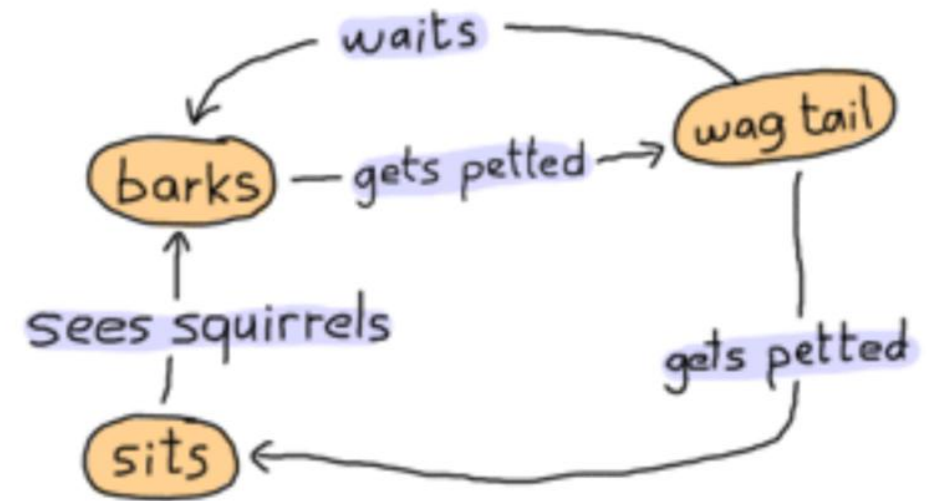 waits
wag tail
barks
gets petted
sees squirrels
gets petted
sits